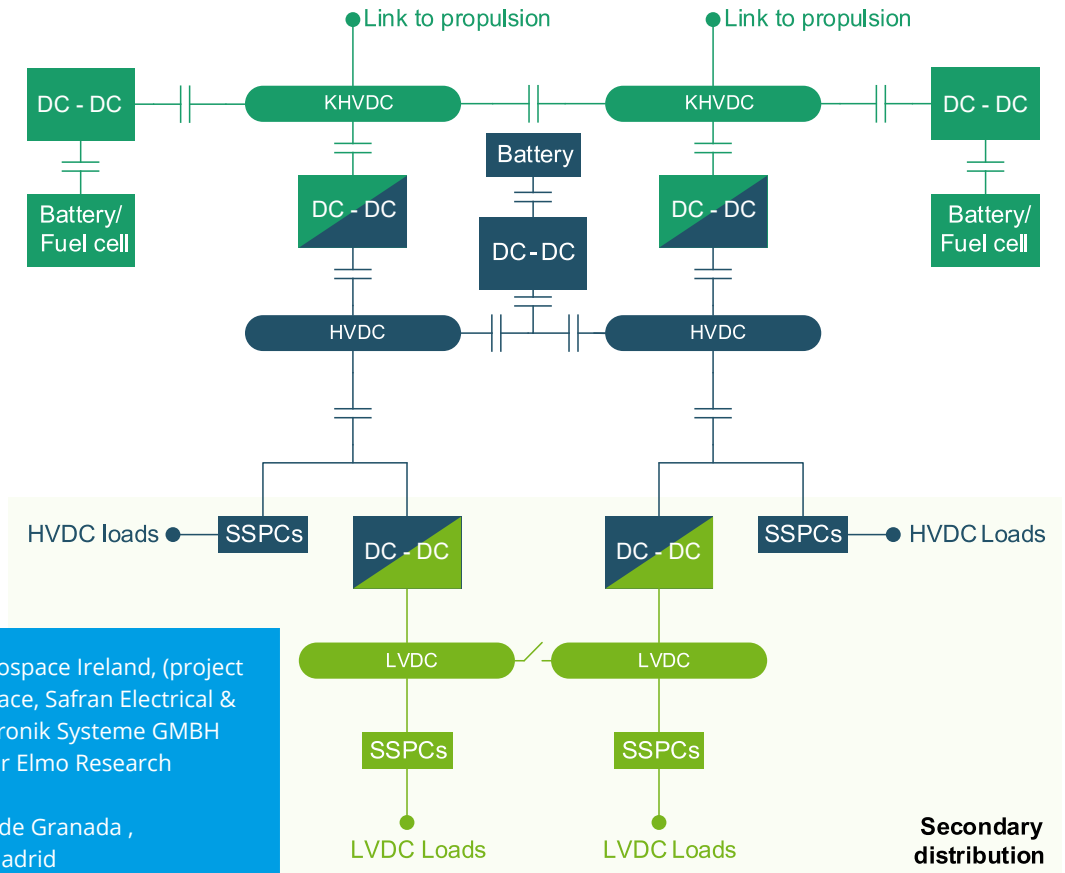 Link to propulsion
Link to propulsion
DC - DC
KHVDC
KHVDC
DC - DC
Battery
Battery/
Fuel cell
DC - DC
DC - DC
Battery/
Fuel cell
DC - DC
HVDC
HVDC
HVDC loads
SSPCs
DC - DC
DC - DC
SSPCs
HVDC Loads
LVDC
LVDC
ospace Ireland, (project
ace, Safran Electrical &
ronik Systeme GMBH
r Elmo Research
SSPCs
SSPCs
de Granada ,
adrid
LVDC Loads
LVDC Loads
Secondary
distribution